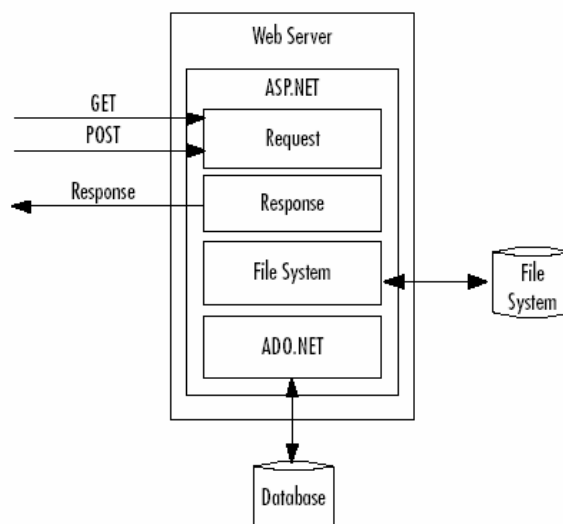 Web Server
ASP.NET
GET
POST
Request
Response
Response
File System
File
System
ADO.NET
Database